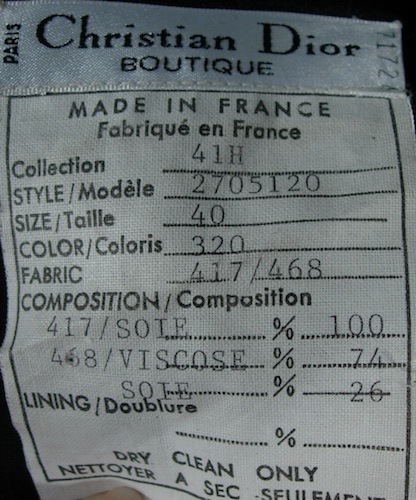 PARIS
Christian Dior
BOUTIQUE
MADE IN FRANCE
Fabriqué en France
Collection 41H
STYLE/Modèle 2705120
SIZE/Taille 40
COLOR/Coloris 320
FABRIC 417/468
COMPOSITION/Composition
417/SOIE % 100
468/VISCOSE % 74
SOIE % 26
LINING/Doublure
%
DRY CLEAN ONLY
NETTOYER A SEC SEULEMENT